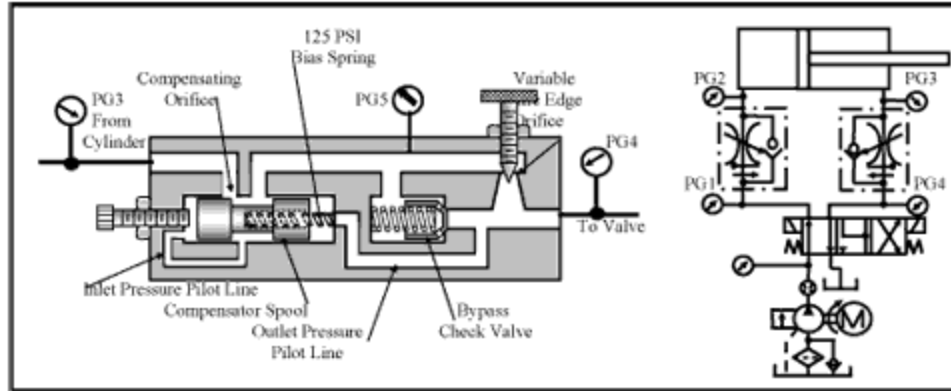 125 PSI
Bias Spring
Compensating
Orifice
Variable
Edge
Orifice
PG3
From
Cylinder
PG5
PG4
To Valve
Inlet Pressure Pilot Line
Compensator Spool
Outlet Pressure
Pilot Line
Bypass
Check Valve
PG2
PG3
PG1
PG4
M